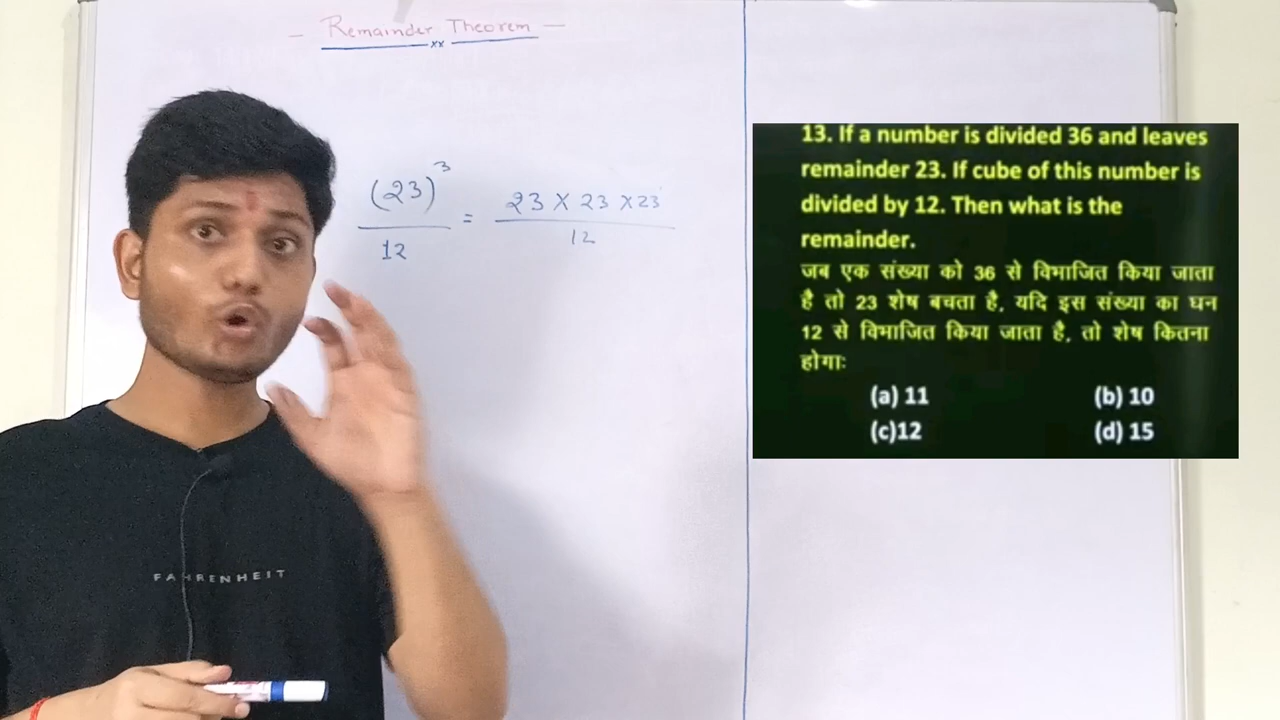 - Remainder Theorem -
xx
(23)³ = 23 X 23 X 23
12 12
FAHRENHEIT
13. If a number is divided 36 and leaves
remainder 23. If cube of this number is
divided by 12. Then what is the
remainder.
जब एक संख्या को 36 से विभाजित किया जाता
है तो 23 शेष बचता है, यदि इस संख्या का घन
12 से विभाजित किया जाता है, तो शेष कितना
होगाः
(a) 11 (b) 10
(c)12 (d) 15